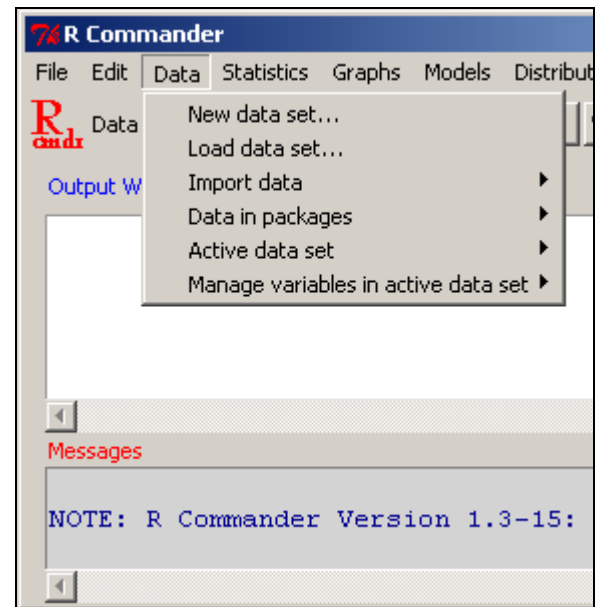 R Commander
File Edit Data Statistics Graphs Models Distribut
R
cmdr
Data
New data set...
Load data set...
Import data
Data in packages
Active data set
Manage variables in active data set
Output W
Messages
NOTE: R Commander Version 1.3-15: